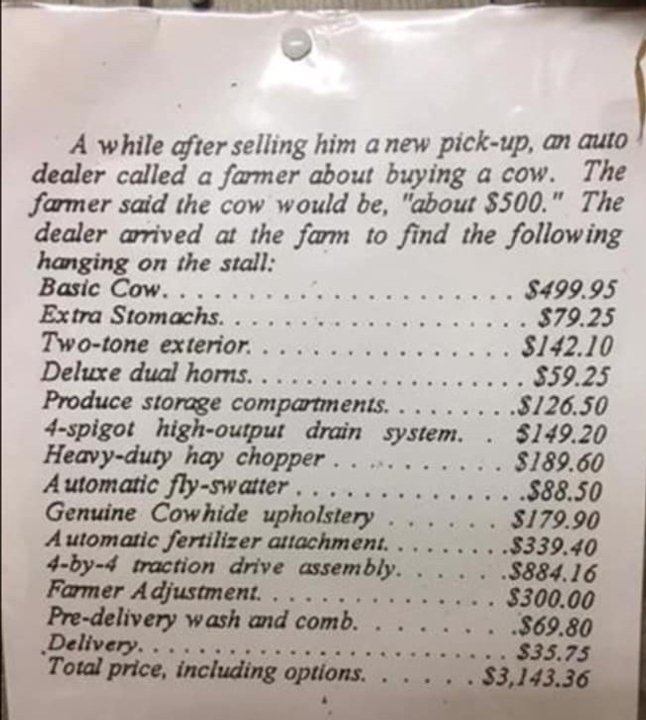 A while after selling him a new pick-up, an auto
dealer called a farmer about buying a cow. The
farmer said the cow would be, "about $500." The
dealer arrived at the farm to find the following
hanging on the stall:
Basic Cow. . . . . . . . . . . . . . . . . . . . $499.95
Extra Stomachs. . . . . . . . . . . . . . . . . $79.25
Two-tone exterior. . . . . . . . . . . . . . . $142.10
Deluxe dual horns. . . . . . . . . . . . . . . . $59.25
Produce storage compartments. . . . . . . . .$126.50
4-spigot high-output drain system. . $149.20
Heavy-duty hay chopper . . . . . . . . . . $189.60
Automatic fly-swatter . . . . . . . . . . . . .$88.50
Genuine Cowhide upholstery . . . . . . $179.90
Automatic fertilizer attachment. . . . . . . .$339.40
4-by-4 traction drive assembly. . . . . .$884.16
Farmer Adjustment. . . . . . . . . . . . . . $300.00
Pre-delivery wash and comb. . . . . . . .$69.80
Delivery. . . . . . . . . . . . . . . . . . . . . $35.75
Total price, including options. . . . . . $3,143.36